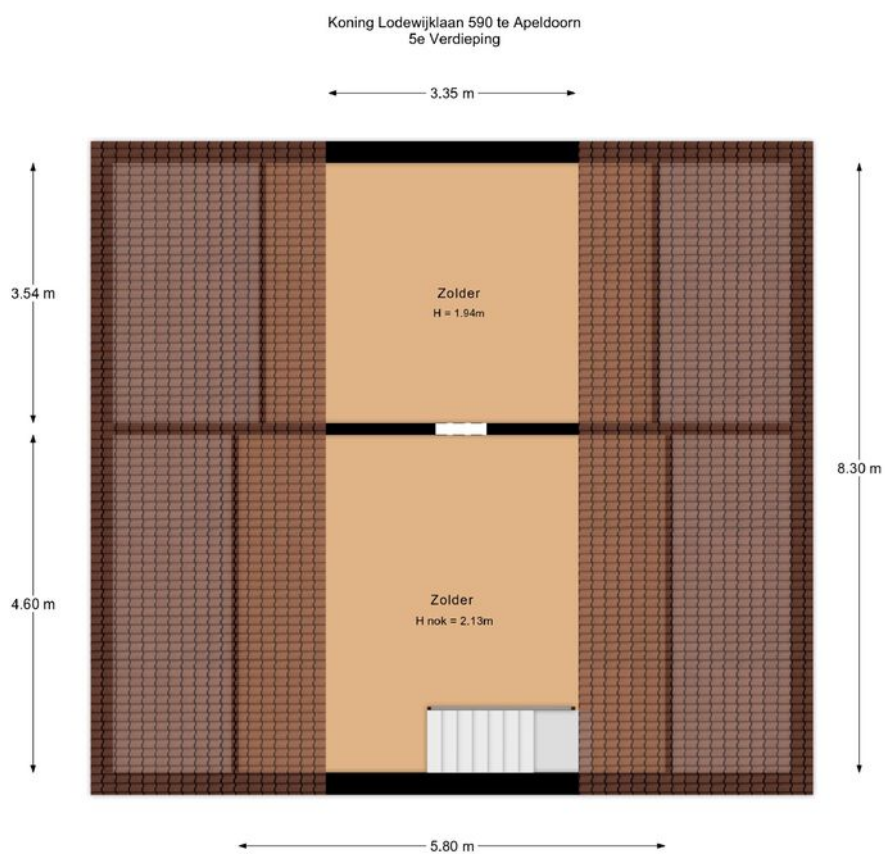 Koning Lodewijklaan 590 te Apeldoorn
5e Verdieping
3.35 m
3.54 m
Zolder
H = 1.94m
8.30 m
4.60 m
Zolder
H nok = 2.13m
5.80 m